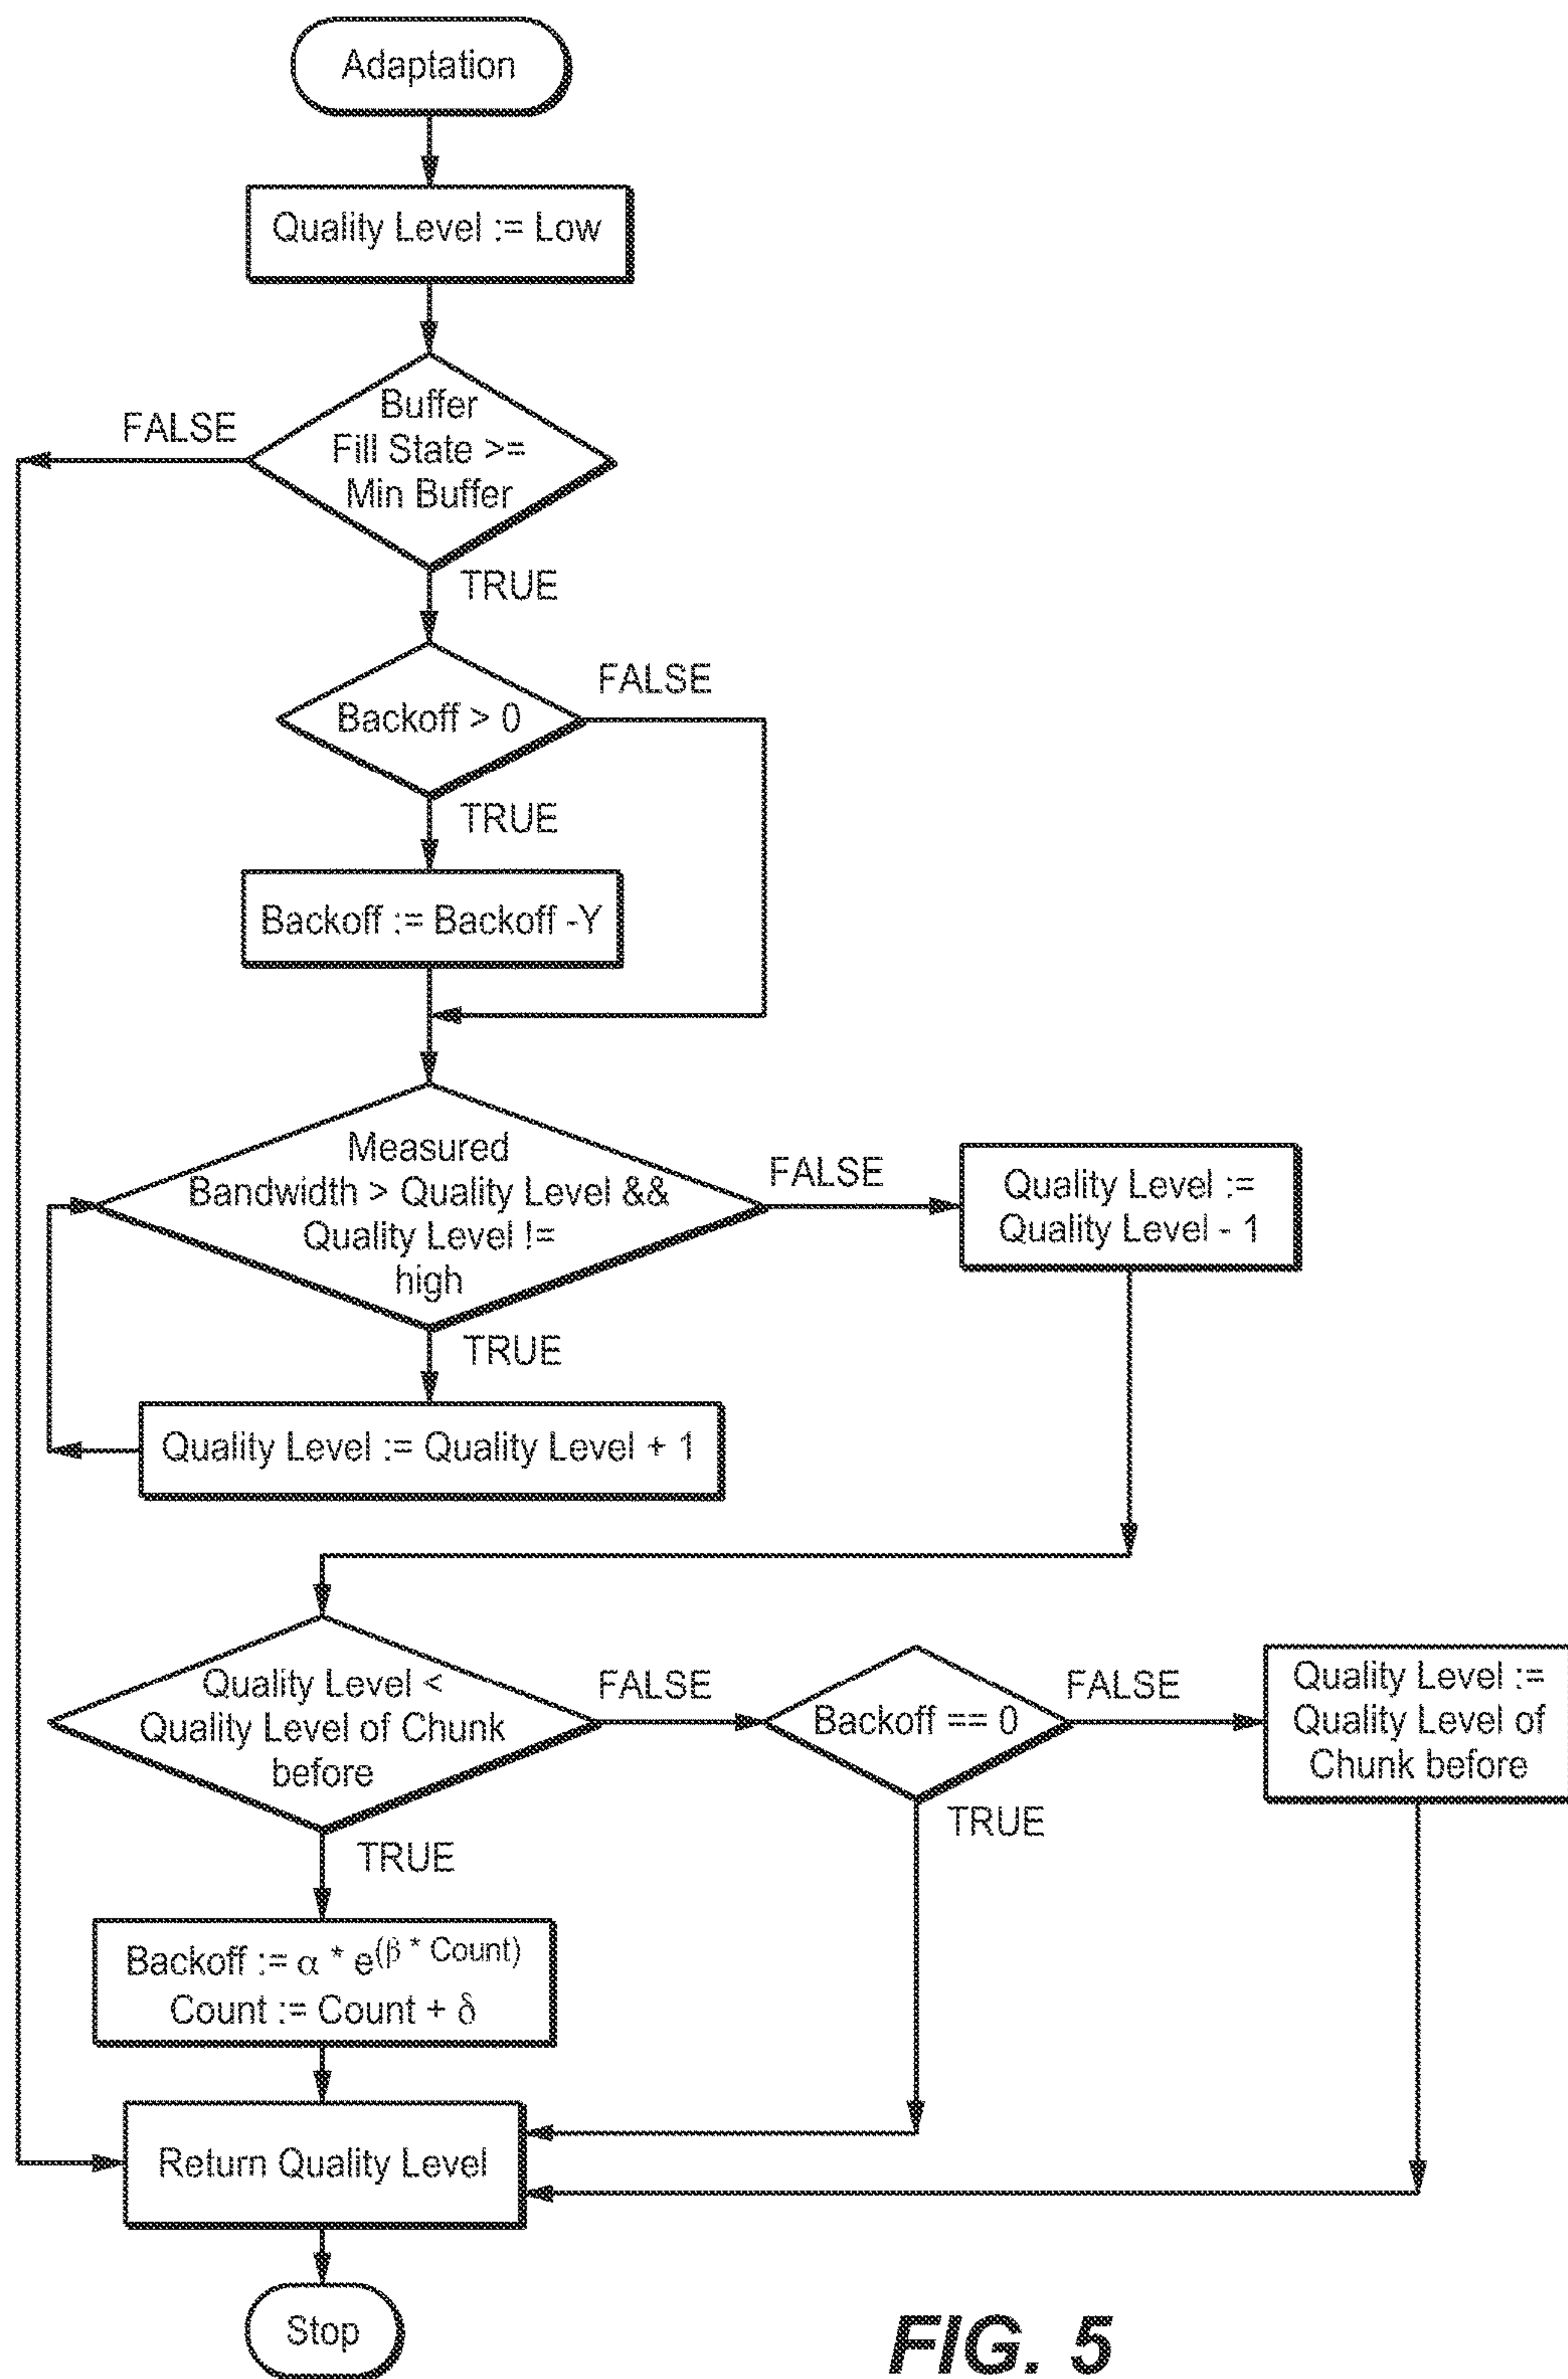 Adaptation
Quality Level := Low
Buffer
Fill State >=
Min Buffer
FALSE
TRUE
Backoff > 0
FALSE
TRUE
Backoff := Backoff -Y
Measured
Bandwidth > Quality Level &&
Quality Level !=
high
FALSE
Quality Level :=
Quality Level - 1
TRUE
Quality Level := Quality Level + 1
Quality Level <
Quality Level of Chunk
before
FALSE
Backoff == 0
FALSE
Quality Level :=
Quality Level of
Chunk before
TRUE
TRUE
Backoff := α * e^(β * Count)
Count := Count + δ
Return Quality Level
Stop
FIG. 5